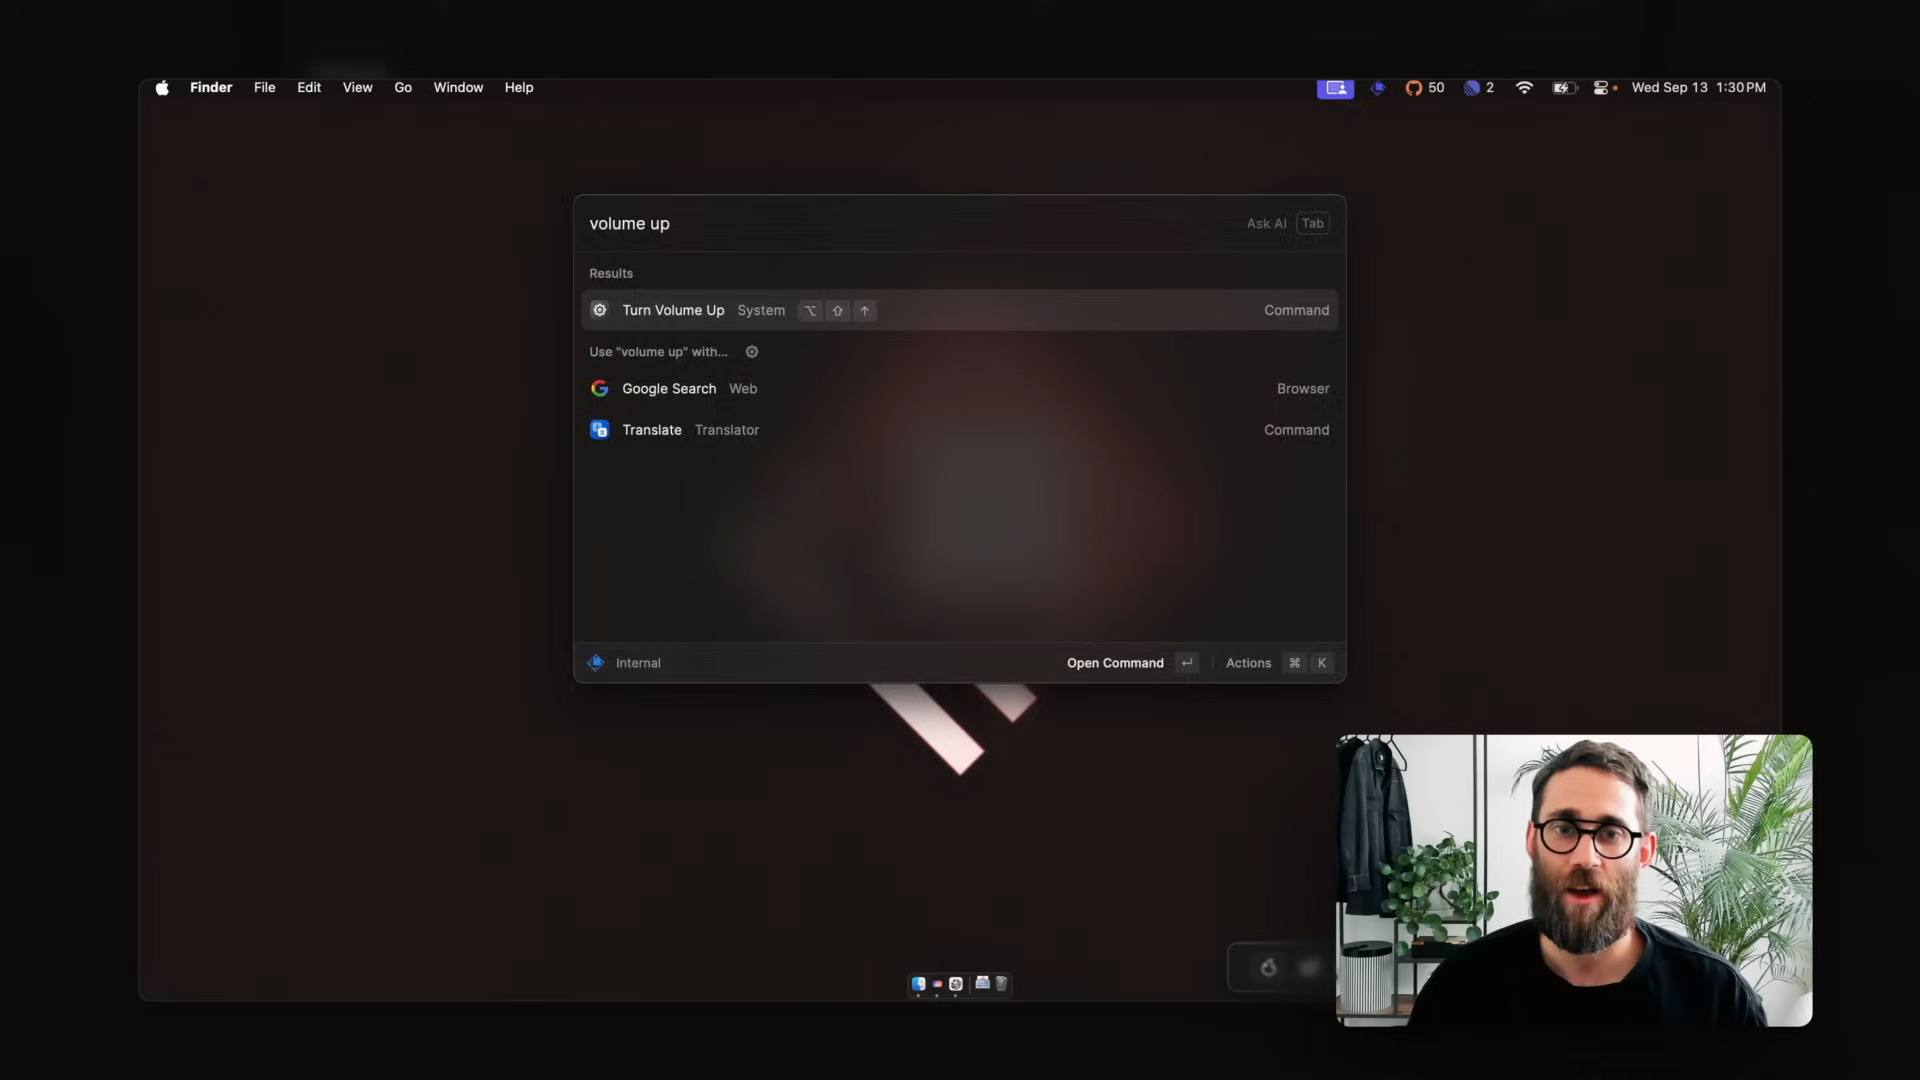 Finder File Edit View Go Window Help 50 2 Wed Sep 13 1:30 PM
volume up Ask AI Tab
Results
Turn Volume Up System ⌥ ⇧ ↑ Command
Use "volume up" with...
Google Search Web Browser
Translate Translator Command
Internal Open Command ↵ Actions ⌘ K